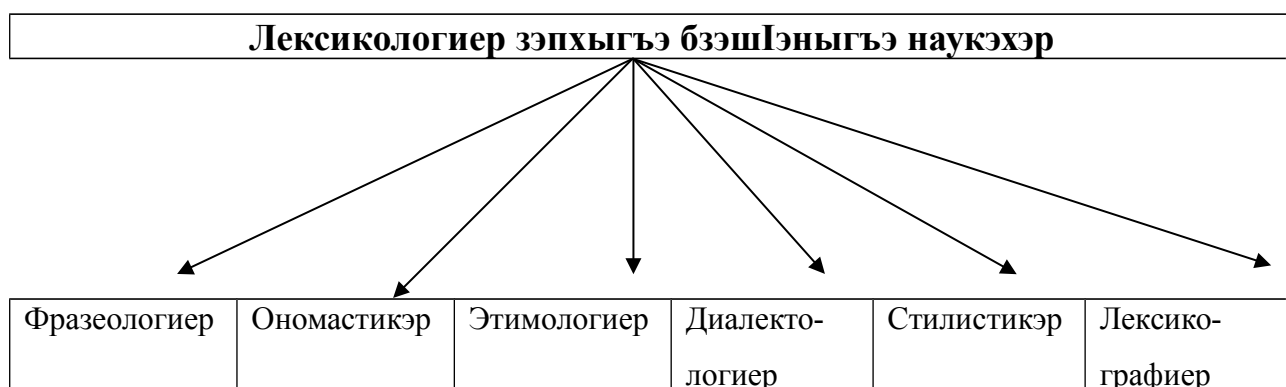 Лексикологиер зэпхыгъэ бзэшIэныгъэ наукэхэр
Фразеологиер Ономастикэр Этимологиер Диалекто- Стилистикэр Лексико-
логиер графиер